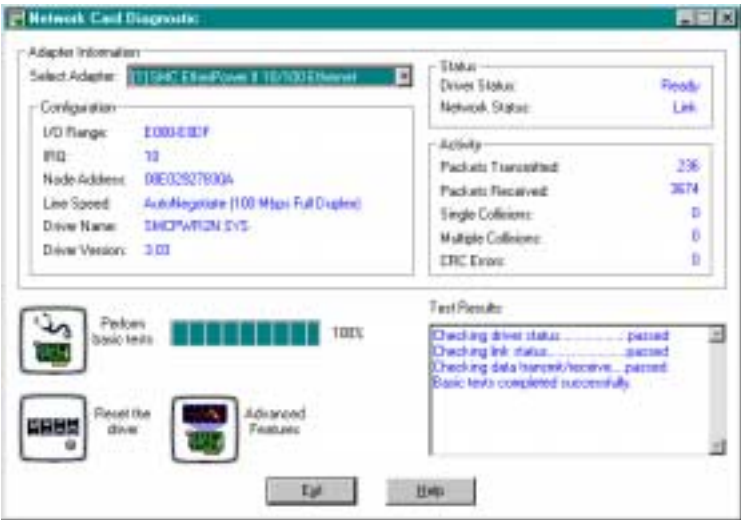 Network Card Diagnostic
Adapter Information
Select Adapter:
[1] SMC EtherPower II 10/100 Ethernet
Configuration
I/O Range:
IRQ: 10
Node Address:
Line Speed: AutoNegotiate (100 Mbps Full Duplex)
Driver Name: SMCPWR2N.SYS
Driver Version: 3.03
Status
Driver Status: Ready
Network Status: Link
Activity
Packets Transmitted: 236
Packets Received: 3674
Single Collisions: 0
Multiple Collisions: 0
CRC Errors: 0
Perform basic tests
100%
Reset the driver
Advanced Features
Test Results:
Checking driver status..................passed
Checking link status....................passed
Checking data transmit/receive...passed
Basic tests completed successfully.
Exit
Help